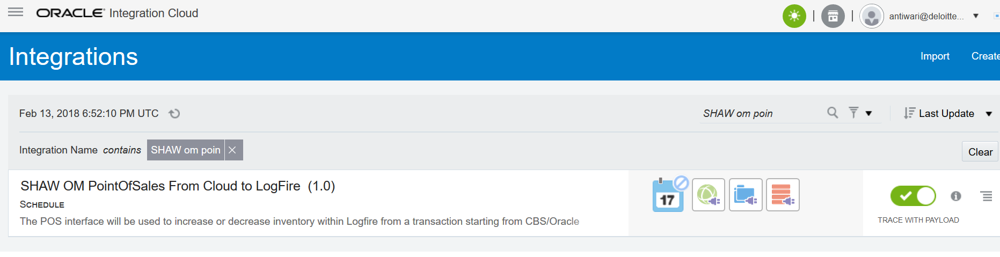 ORACLE Integration Cloud
antiwari@deloitte...
Integrations
Import
Create
Feb 13, 2018 6:52:10 PM UTC
SHAW om poin
Last Update
Integration Name contains SHAW om poin
Clear
SHAW OM PointOfSales From Cloud to LogFire (1.0)
SCHEDULE
The POS interface will be used to increase or decrease inventory within Logfire from a transaction starting from CBS/Oracle
17
TRACE WITH PAYLOAD